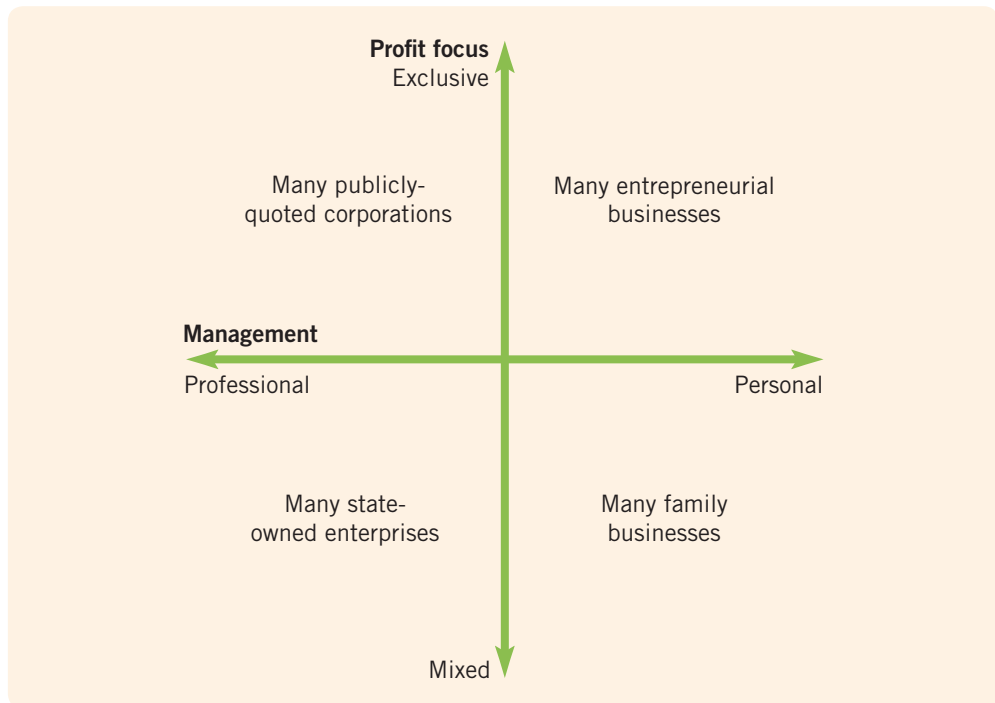 Profit focus
Exclusive
Many publicly-
quoted corporations
Many entrepreneurial
businesses
Management
Professional
Personal
Many state-
owned enterprises
Many family
businesses
Mixed